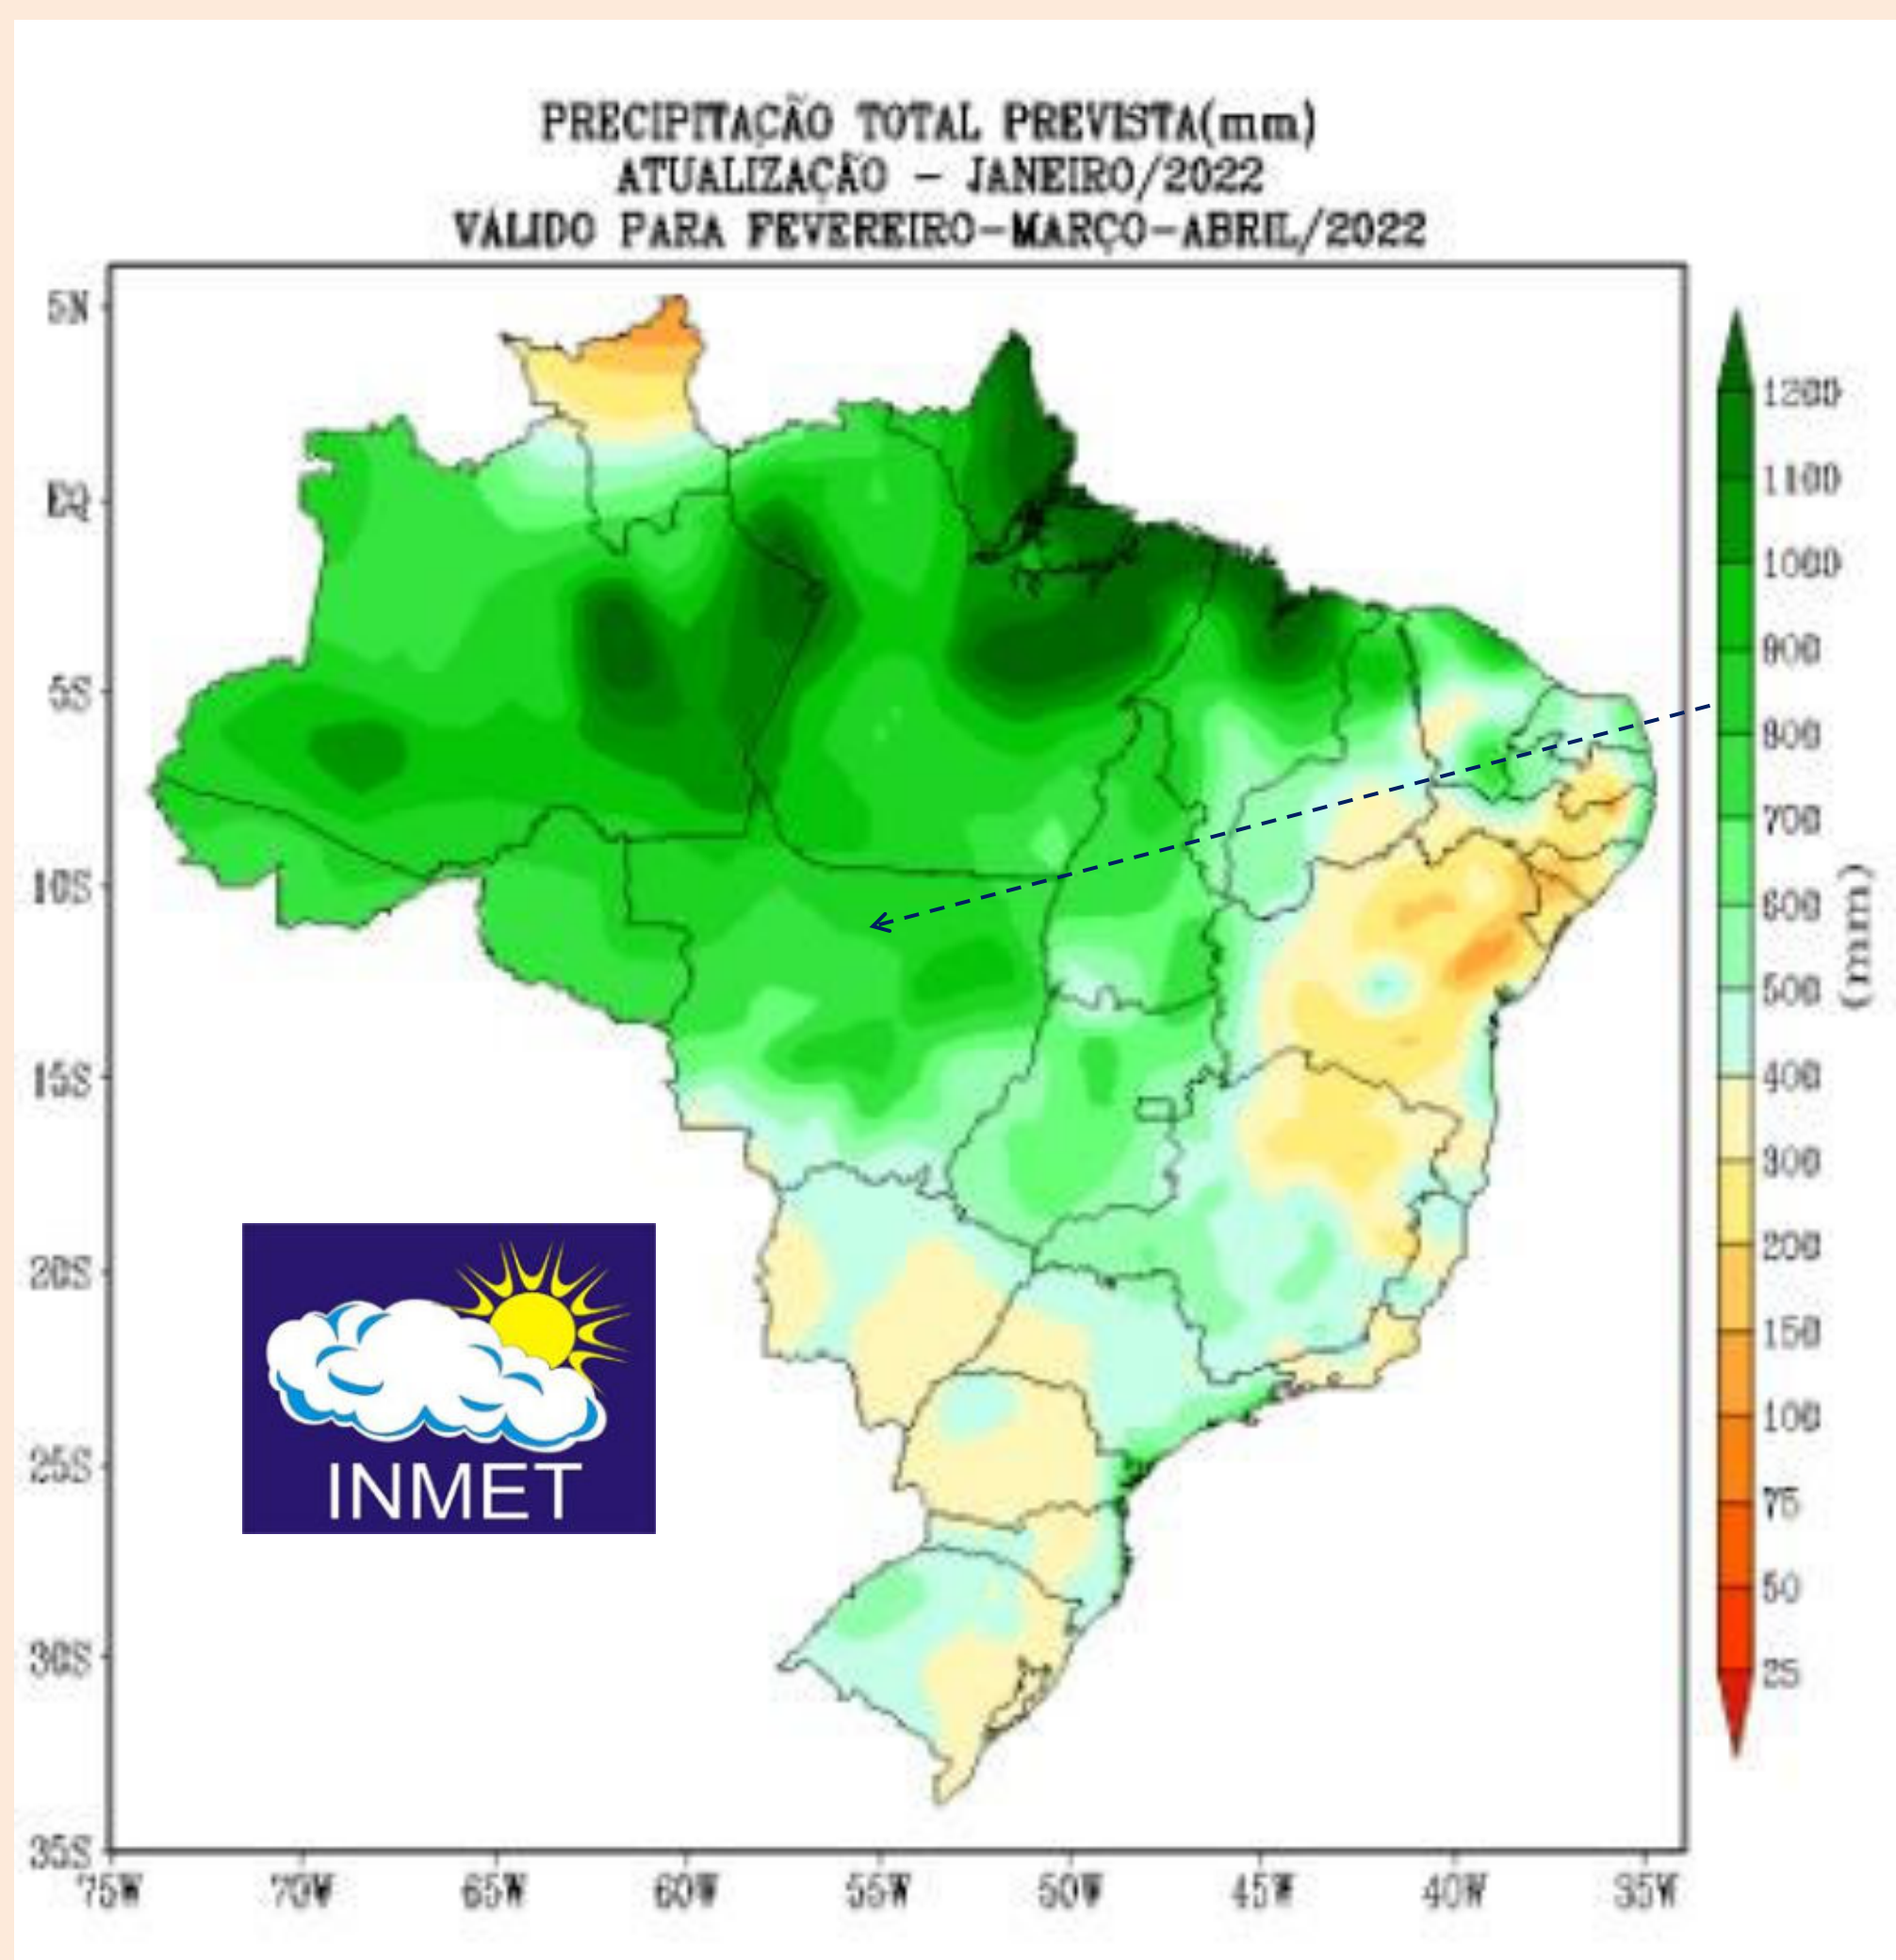 PRECIPITAÇÃO TOTAL PREVISTA(mm)
ATUALIZAÇÃO – JANEIRO/2022
VÁLIDO PARA FEVEREIRO–MARÇO–ABRIL/2022
5N
EQ
5S
10S
15S
20S
25S
30S
35S
75W 70W 65W 60W 55W 50W 45W 40W 35W
INMET
1200
1100
1000
900
800
700
600
500
400
300
200
150
100
75
50
25
(mm)